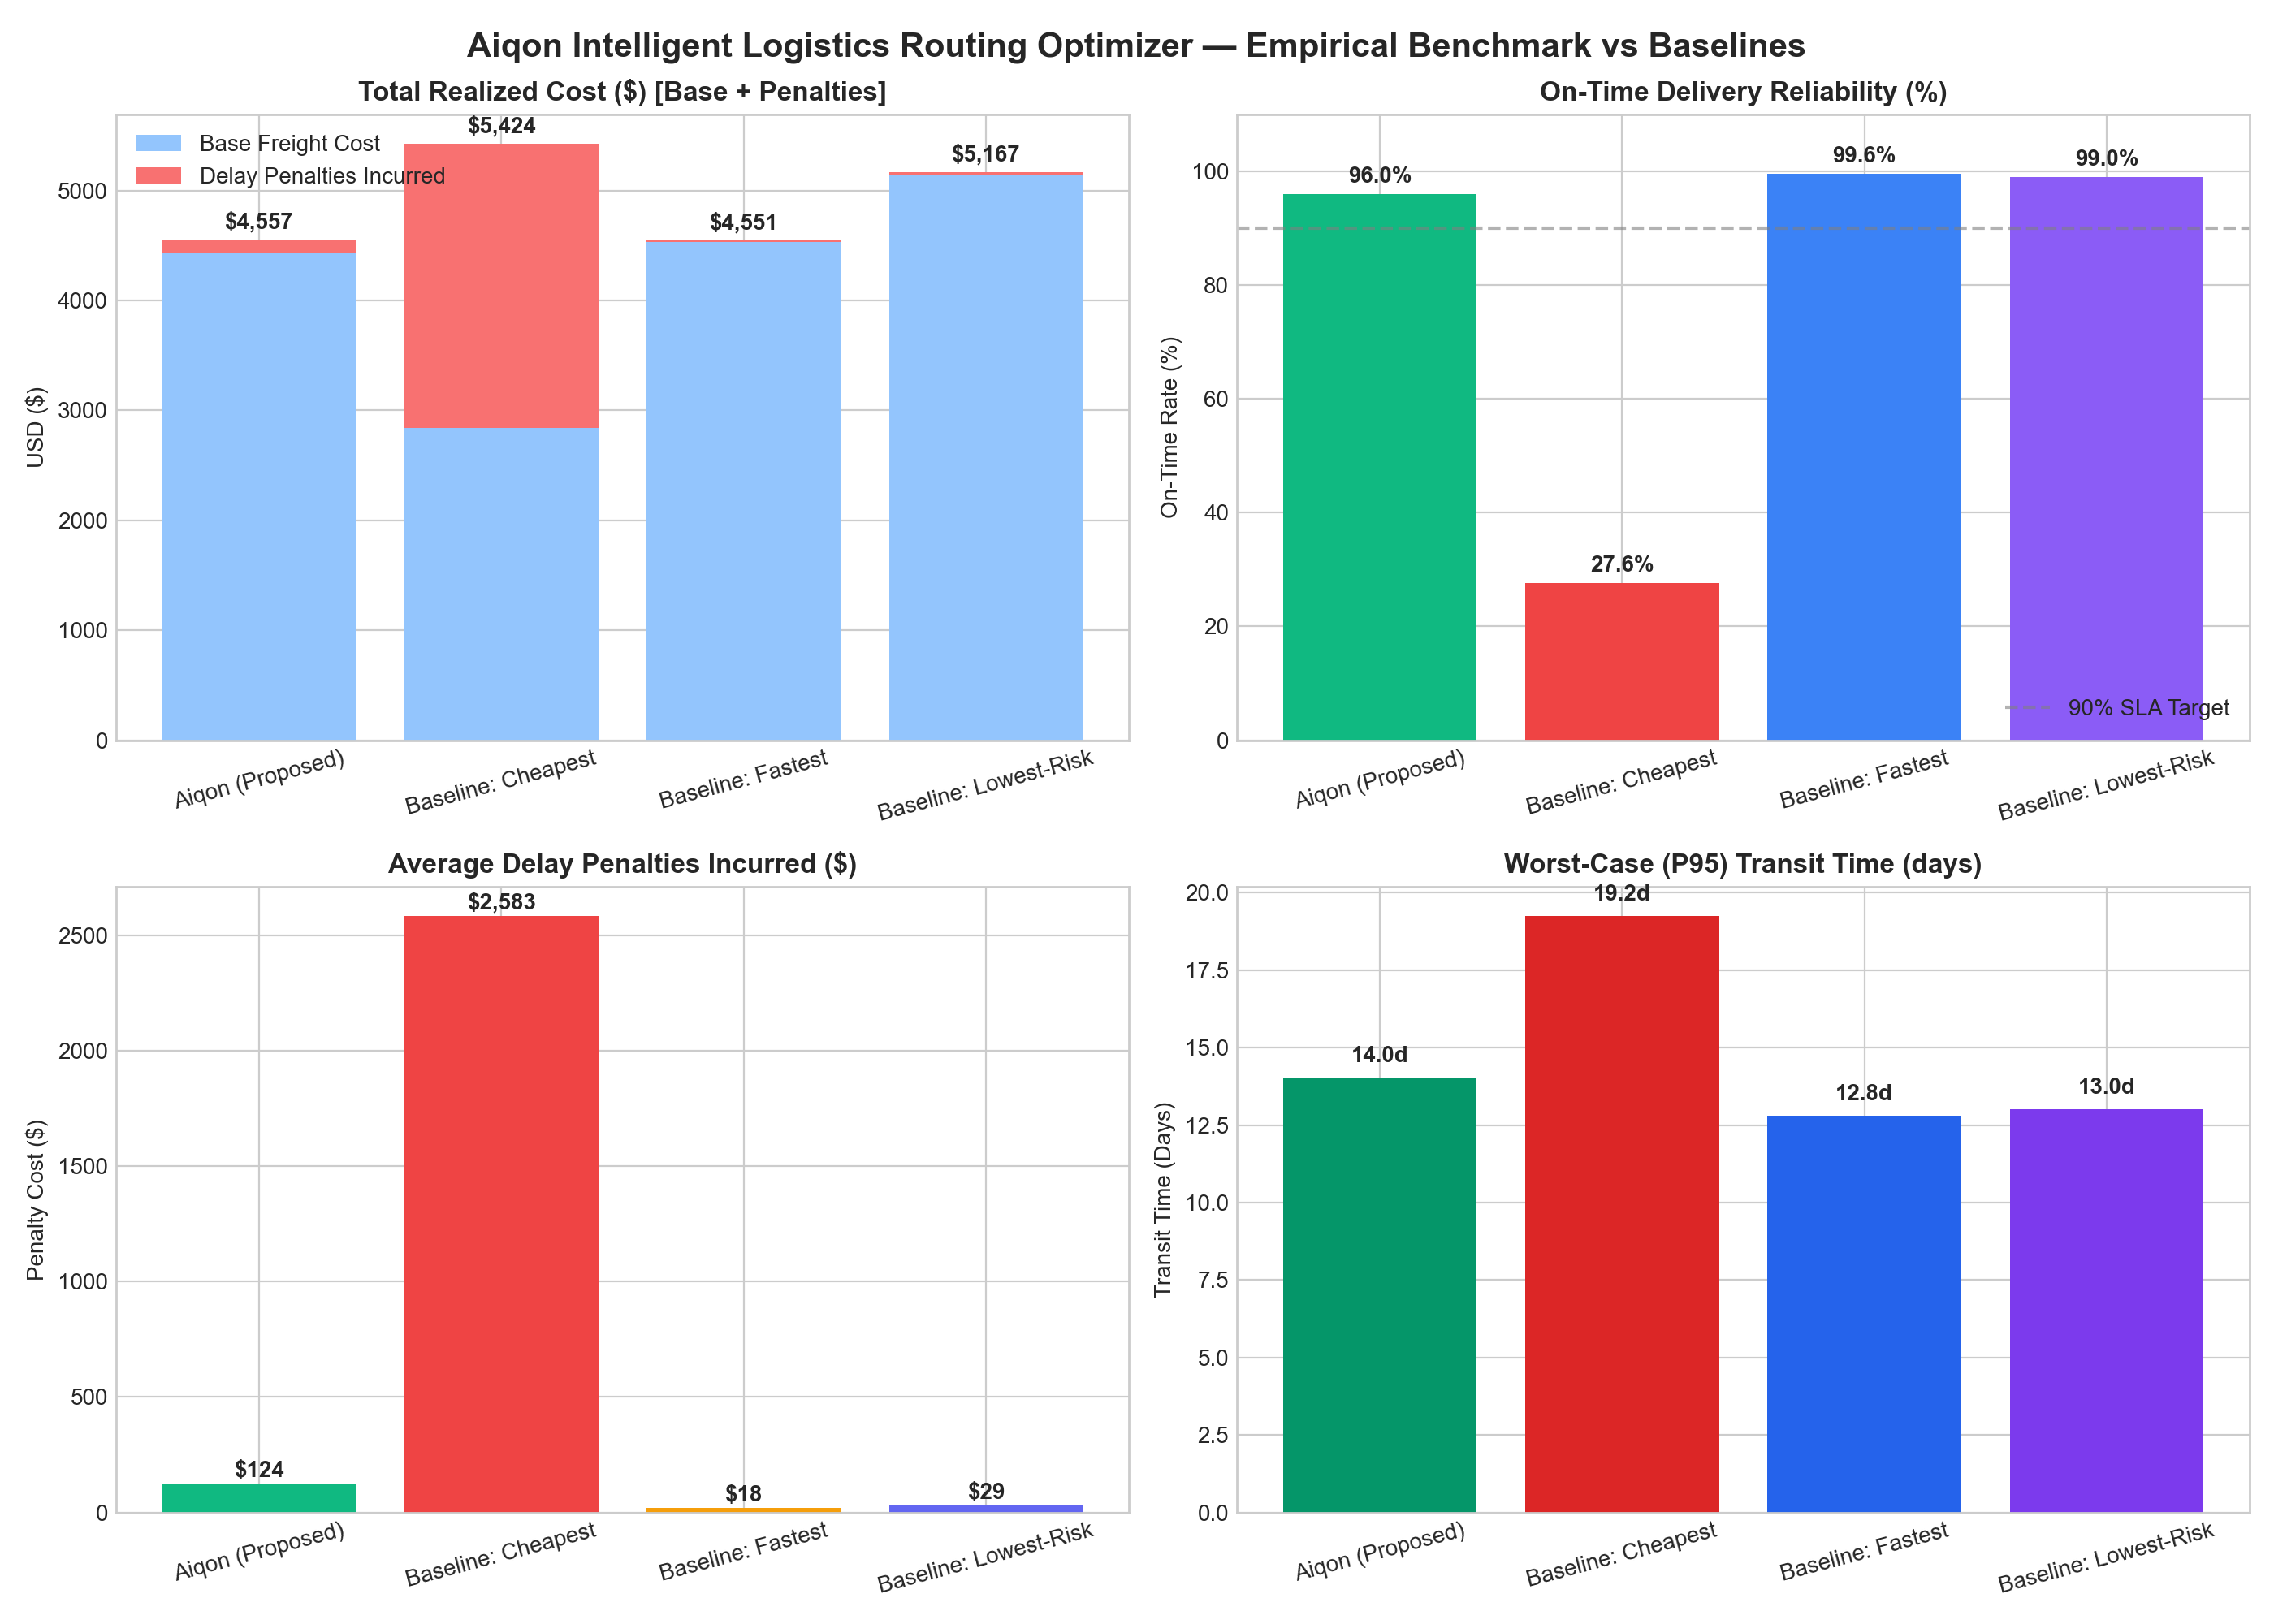 Aiqon Intelligent Logistics Routing Optimizer — Empirical Benchmark vs Baselines
Total Realized Cost ($) [Base + Penalties]
Base Freight Cost
Delay Penalties Incurred
$4,557
$5,424
$4,551
$5,167
USD ($)
5000
4000
3000
2000
1000
0
Aiqon (Proposed)
Baseline: Cheapest
Baseline: Fastest
Baseline: Lowest-Risk
On-Time Delivery Reliability (%)
96.0%
27.6%
99.6%
99.0%
On-Time Rate (%)
100
80
60
40
20
0
90% SLA Target
Aiqon (Proposed)
Baseline: Cheapest
Baseline: Fastest
Baseline: Lowest-Risk
Average Delay Penalties Incurred ($)
$124
$2,583
$18
$29
Penalty Cost ($)
2500
2000
1500
1000
500
0
Aiqon (Proposed)
Baseline: Cheapest
Baseline: Fastest
Baseline: Lowest-Risk
Worst-Case (P95) Transit Time (days)
14.0d
19.2d
12.8d
13.0d
Transit Time (Days)
20.0
17.5
15.0
12.5
10.0
7.5
5.0
2.5
0.0
Aiqon (Proposed)
Baseline: Cheapest
Baseline: Fastest
Baseline: Lowest-Risk